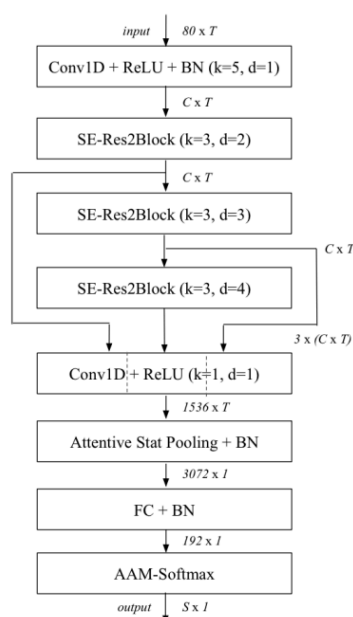 input 80 x T
Conv1D + ReLU + BN (k=5, d=1)
C x T
SE-Res2Block (k=3, d=2)
C x T
SE-Res2Block (k=3, d=3)
C x T
SE-Res2Block (k=3, d=4)
3 x (C x T)
Conv1D + ReLU (k=1, d=1)
1536 x T
Attentive Stat Pooling + BN
3072 x 1
FC + BN
192 x 1
AAM-Softmax
output S x 1